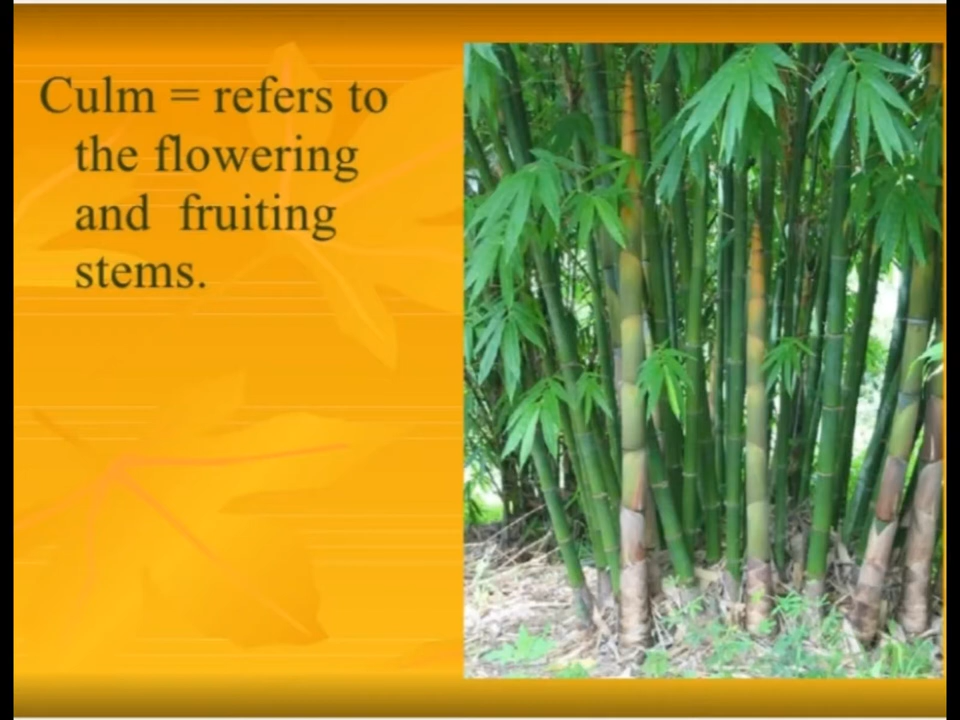 Culm = refers to
the flowering
and fruiting
stems.